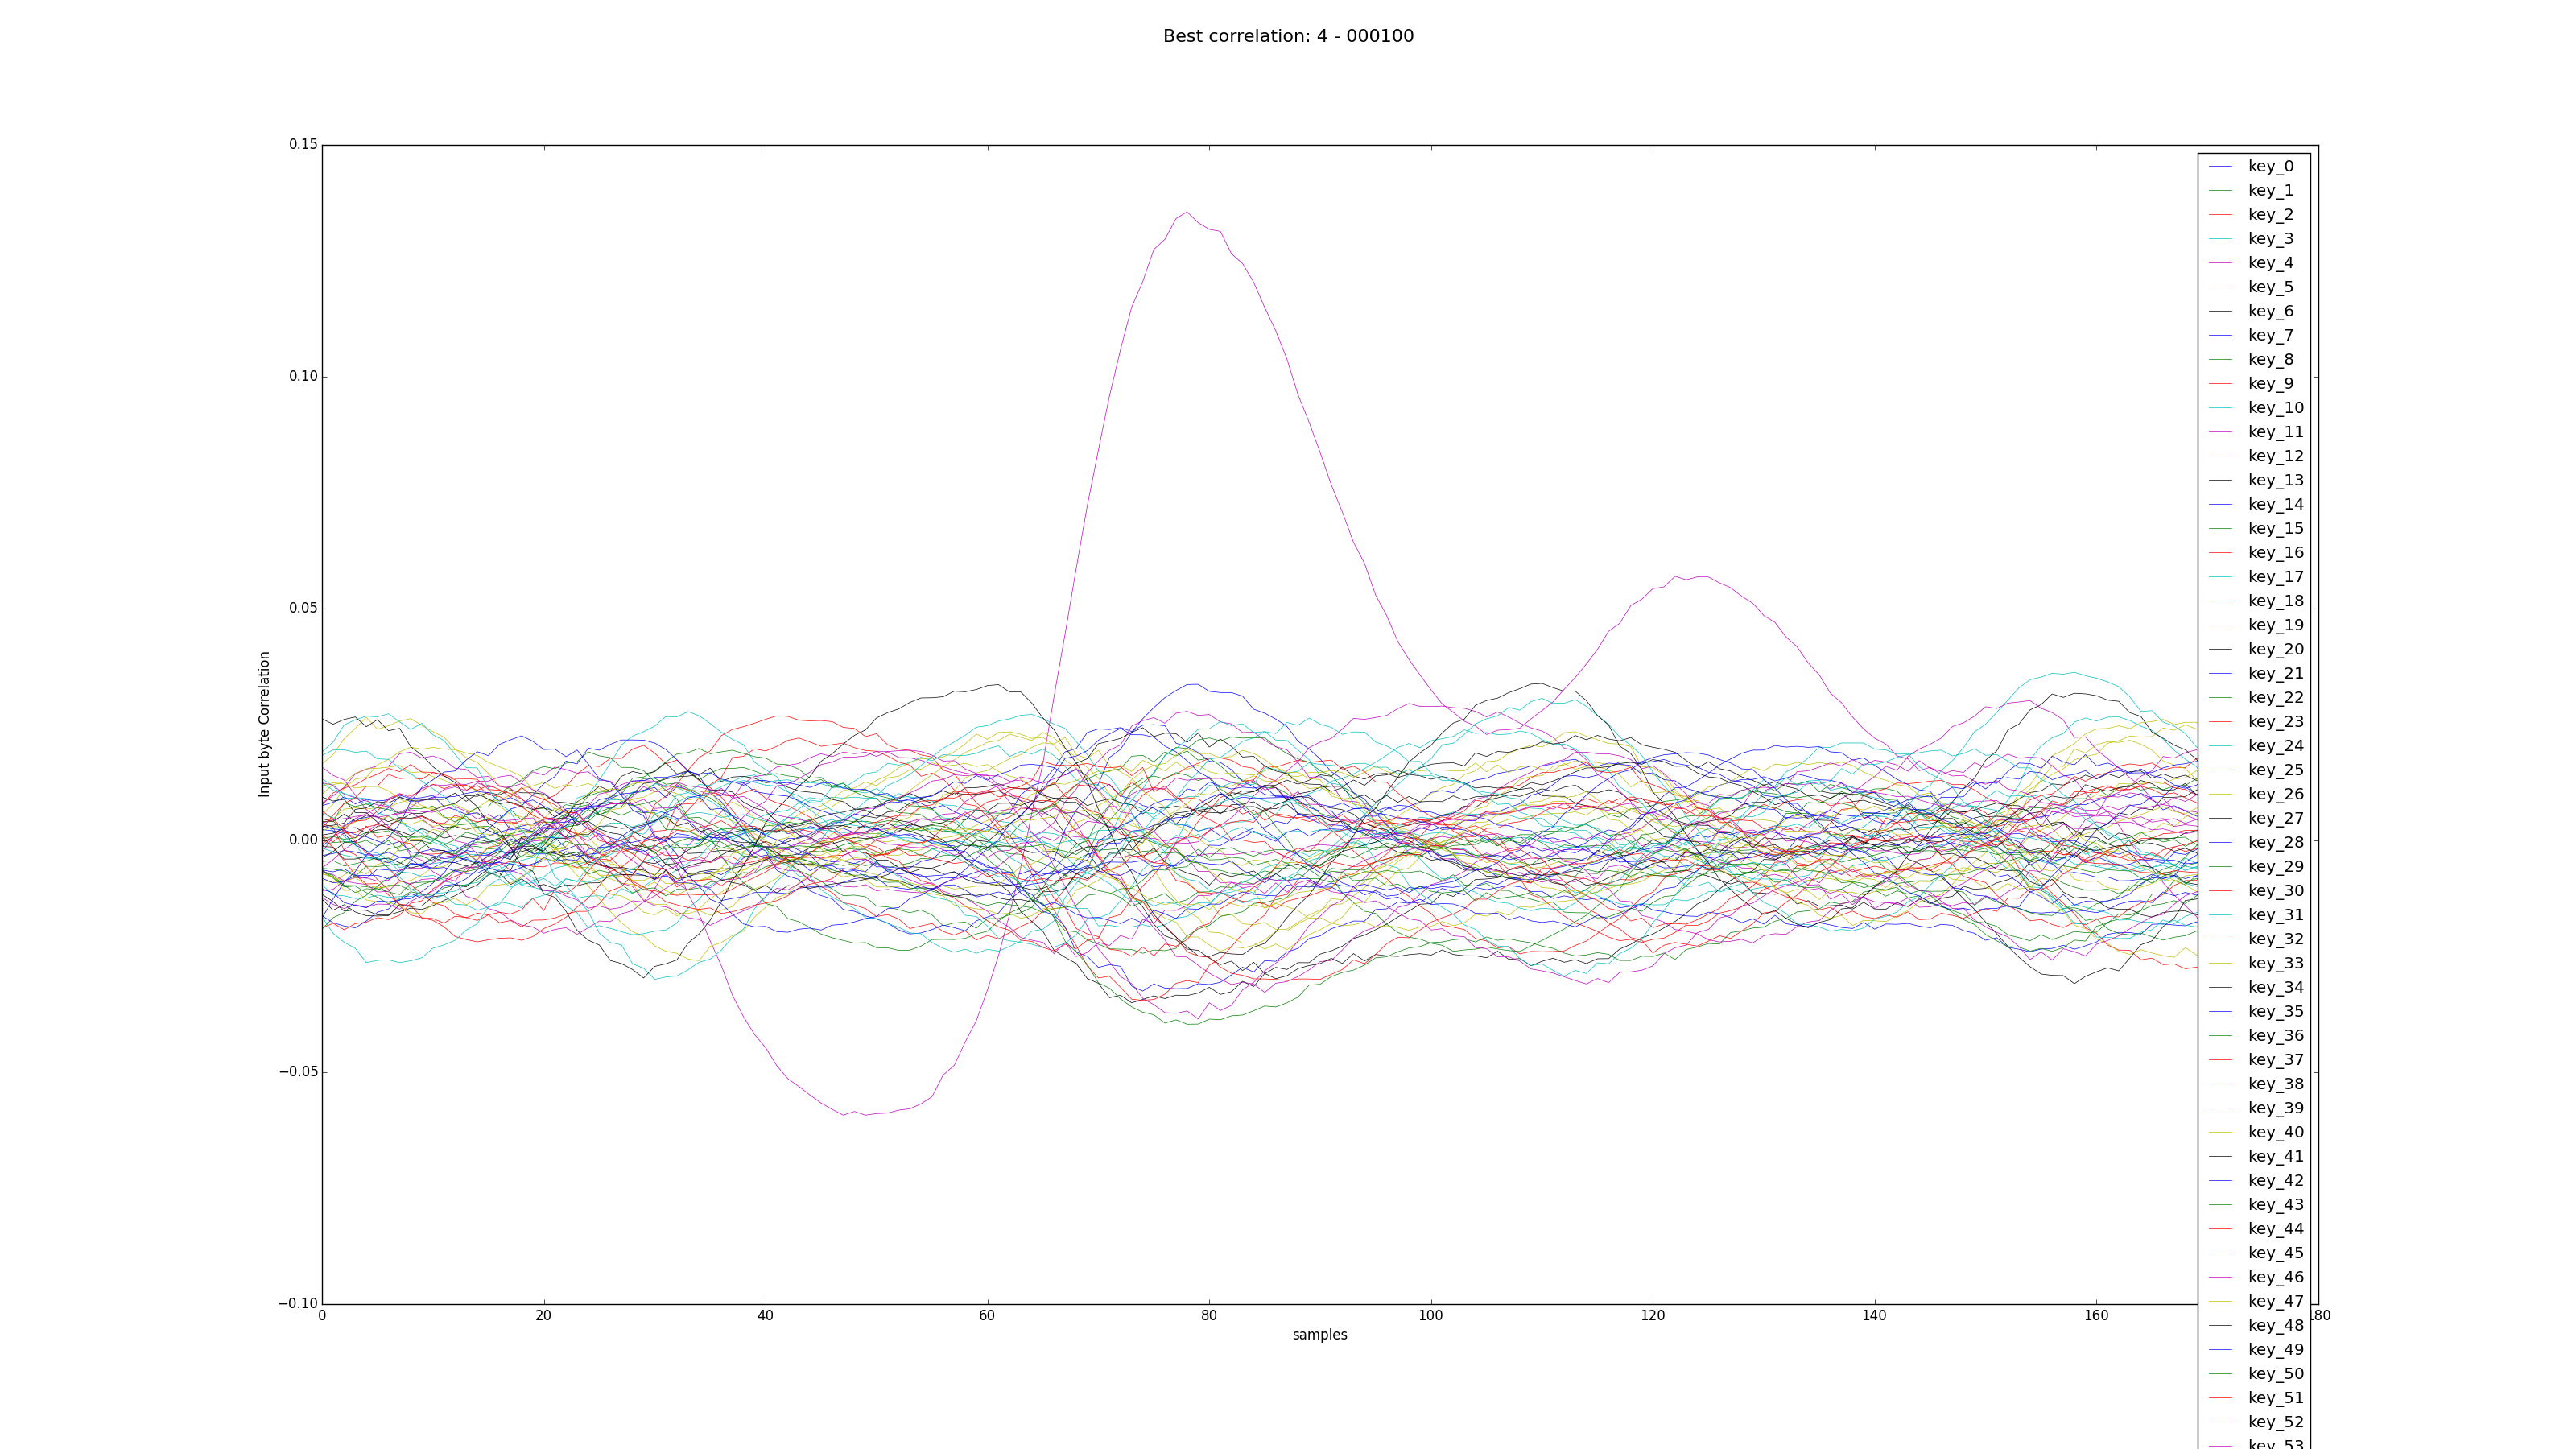 Best correlation: 4 - 000100
0.15
0.10
0.05
0.00
−0.05
−0.10
Input byte Correlation
0
20
40
60
80
100
120
140
160
180
samples
key_0
key_1
key_2
key_3
key_4
key_5
key_6
key_7
key_8
key_9
key_10
key_11
key_12
key_13
key_14
key_15
key_16
key_17
key_18
key_19
key_20
key_21
key_22
key_23
key_24
key_25
key_26
key_27
key_28
key_29
key_30
key_31
key_32
key_33
key_34
key_35
key_36
key_37
key_38
key_39
key_40
key_41
key_42
key_43
key_44
key_45
key_46
key_47
key_48
key_49
key_50
key_51
key_52
key_53